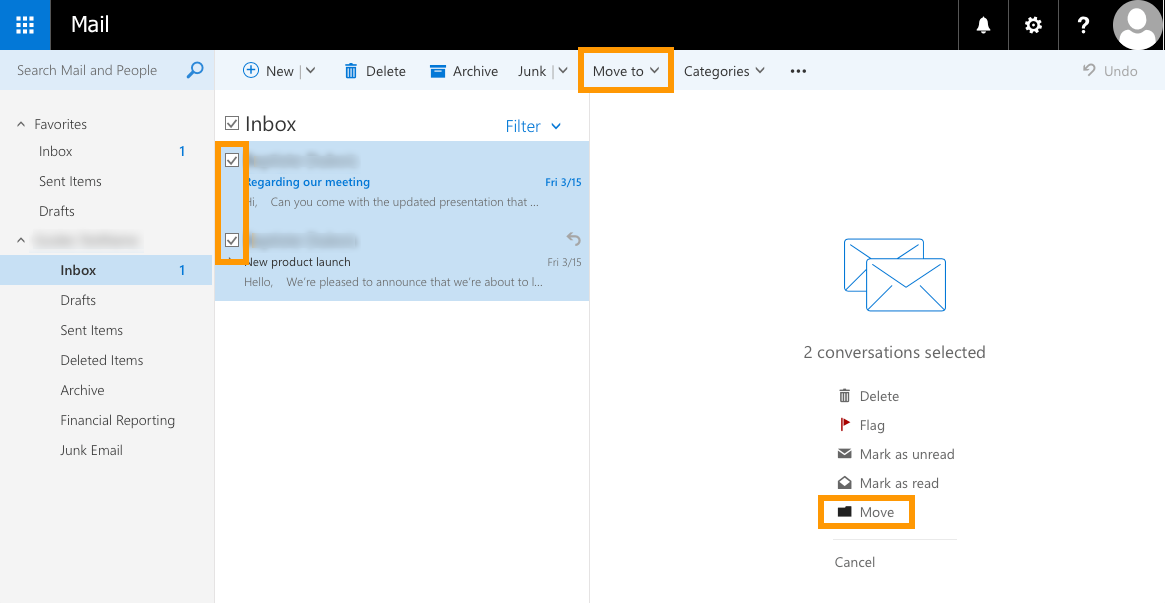 Mail
Search Mail and People
New | Delete Archive Junk | Move to Categories ••• Undo
Favorites
Inbox 1
Sent Items
Drafts
Inbox 1
Drafts
Sent Items
Deleted Items
Archive
Financial Reporting
Junk Email
Inbox Filter
Regarding our meeting Fri 3/15
Hi, Can you come with the updated presentation that ...
New product launch Fri 3/15
Hello, We're pleased to announce that we're about to l...
2 conversations selected
Delete
Flag
Mark as unread
Mark as read
Move
Cancel